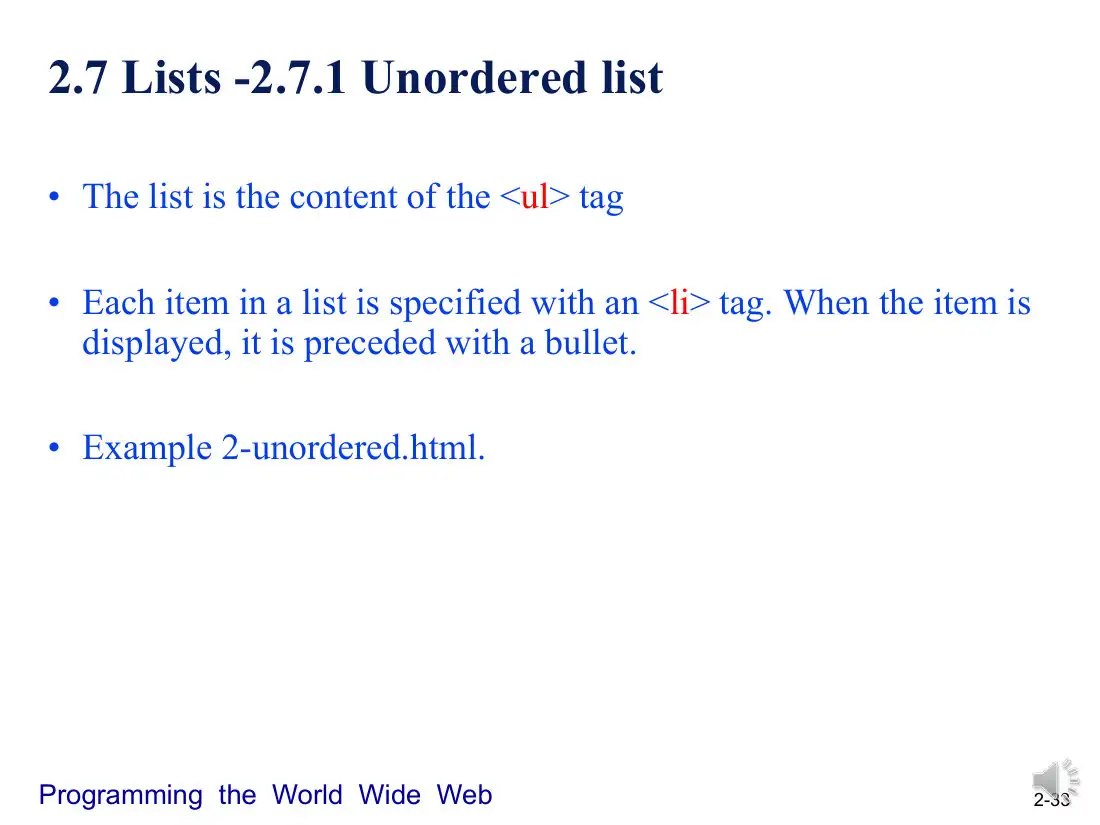 2.7 Lists -2.7.1 Unordered list
• The list is the content of the <ul> tag
• Each item in a list is specified with an <li> tag. When the item is
displayed, it is preceded with a bullet.
• Example 2-unordered.html.
Programming the World Wide Web
2-33